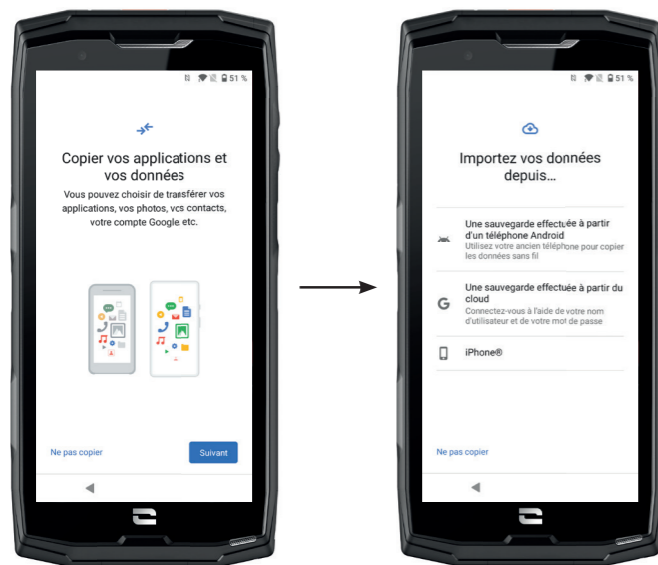 51 %
Copier vos applications et
vos données
Vous pouvez choisir de transférer vos
applications, vos photos, vos contacts,
votre compte Google etc.
Ne pas copier
Suivant
51 %
Importez vos données
depuis...
Une sauvegarde effectuée à partir
d'un téléphone Android
Utilisez votre ancien téléphone pour copier
les données sans fil
Une sauvegarde effectuée à partir du
cloud
Connectez-vous à l'aide de votre nom
d'utilisateur et de votre mot de passe
iPhone®
Ne pas copier